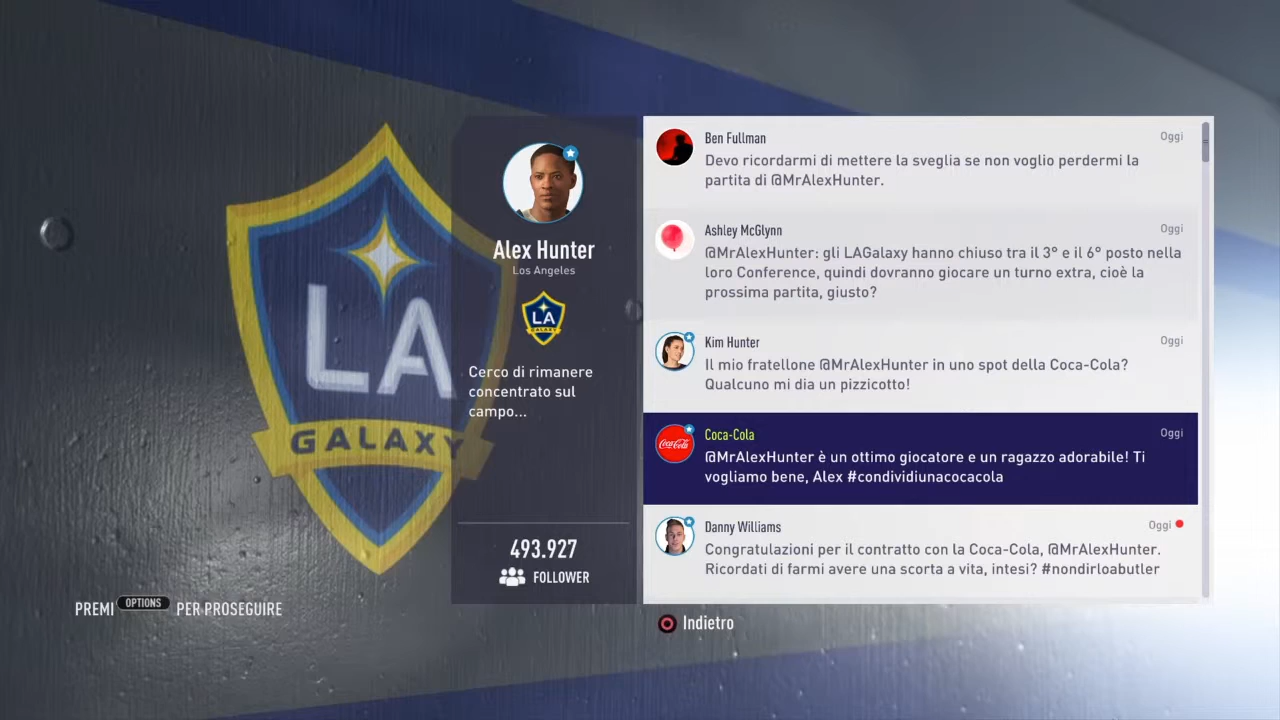 LA
GALAXY
Alex Hunter
Los Angeles
LA
GALAXY
Cerco di rimanere
concentrato sul
campo...
493.927
FOLLOWER
PREMI OPTIONS PER PROSEGUIRE
Ben Fullman
Oggi
Devo ricordarmi di mettere la sveglia se non voglio perdermi la
partita di @MrAlexHunter.
Ashley McGlynn
Oggi
@MrAlexHunter: gli LAGalaxy hanno chiuso tra il 3° e il 6° posto nella
loro Conference, quindi dovranno giocare un turno extra, cioè la
prossima partita, giusto?
Kim Hunter
Oggi
Il mio fratellone @MrAlexHunter in uno spot della Coca-Cola?
Qualcuno mi dia un pizzicotto!
Coca-Cola
Coca-Cola
Oggi
@MrAlexHunter è un ottimo giocatore e un ragazzo adorabile! Ti
vogliamo bene, Alex #condividiunacocacola
Danny Williams
Oggi
Congratulazioni per il contratto con la Coca-Cola, @MrAlexHunter.
Ricordati di farmi avere una scorta a vita, intesi? #nondirloabutler
Indietro